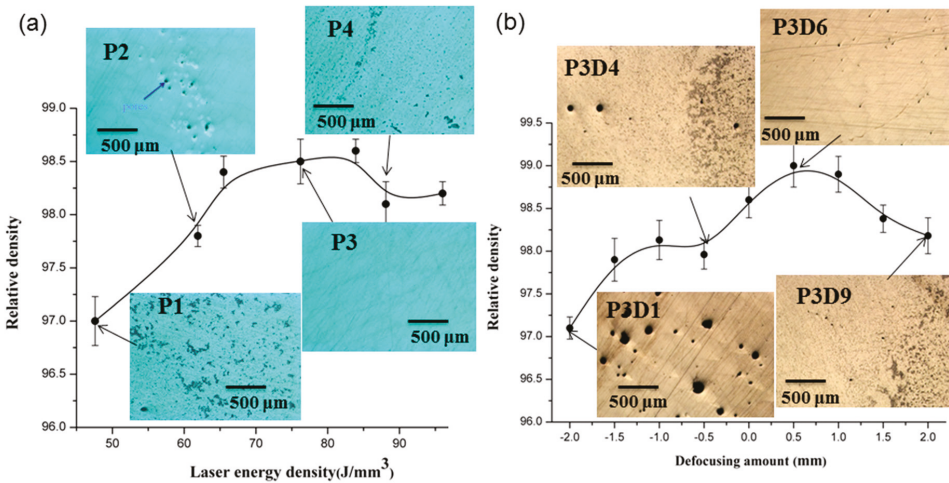 (a)
P2
pores
500 μm
P4
500 μm
P3
500 μm
P1
500 μm
99.0
98.5
98.0
97.5
97.0
96.5
96.0
Relative density
50
60
70
80
90
Laser energy density(J/mm³)
(b)
P3D4
500 μm
P3D6
500 μm
P3D1
500 μm
P3D9
500 μm
99.5
99.0
98.5
98.0
97.5
97.0
96.5
96.0
Relative density
-2.0
-1.5
-1.0
-0.5
0.0
0.5
1.0
1.5
2.0
Defocusing amount (mm)